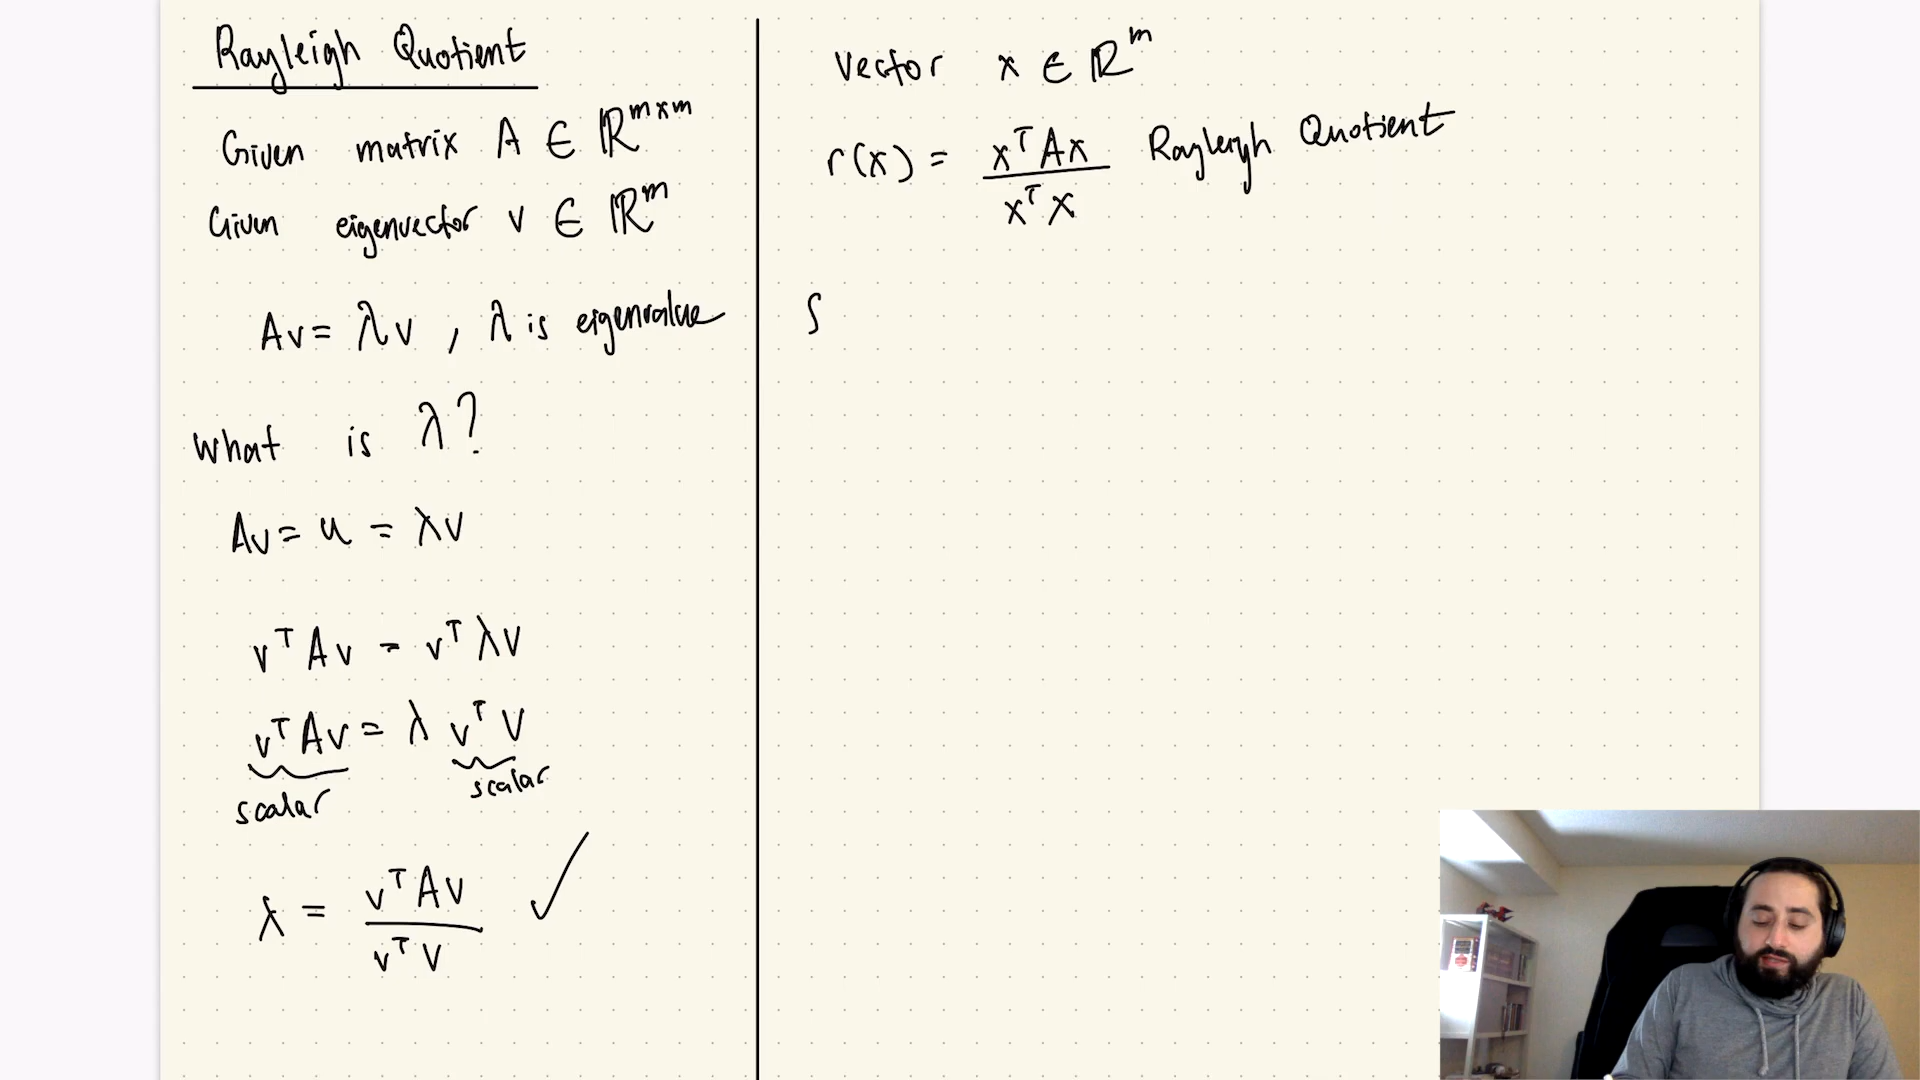 Rayleigh Quotient
Given matrix A ∈ ℝ^{m×m}
Given eigenvector v ∈ ℝ^m
Av = λv , λ is eigenvalue
What is λ?
Av = u = λv
v^T Av = v^T λv
v^T Av = λ v^T v
scalar scalar
λ = v^T Av / v^T v ✓
Vector x ∈ ℝ^m
r(x) = x^T Ax / x^T x Rayleigh Quotient
S